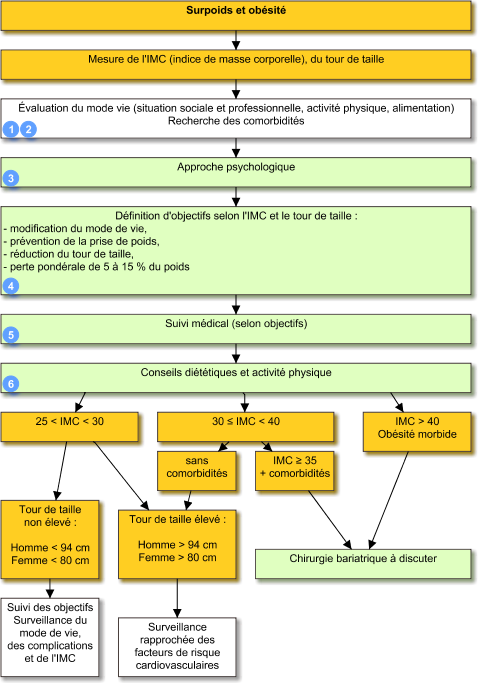 Surpoids et obésité
Mesure de l'IMC (indice de masse corporelle), du tour de taille
Évaluation du mode vie (situation sociale et professionnelle, activité physique, alimentation)
Recherche des comorbidités
1 2
Approche psychologique
3
Définition d'objectifs selon l'IMC et le tour de taille :
- modification du mode de vie,
- prévention de la prise de poids,
- réduction du tour de taille,
- perte pondérale de 5 à 15 % du poids
4
Suivi médical (selon objectifs)
5
Conseils diététiques et activité physique
6
25 < IMC < 30
30 ≤ IMC < 40
IMC > 40
Obésité morbide
sans
comorbidités
IMC ≥ 35
+ comorbidités
Tour de taille
non élevé :
Homme < 94 cm
Femme < 80 cm
Tour de taille élevé :
Homme > 94 cm
Femme > 80 cm
Chirurgie bariatrique à discuter
Suivi des objectifs
Surveillance du
mode de vie,
des complications
et de l'IMC
Surveillance
rapprochée des
facteurs de risque
cardiovasculaires